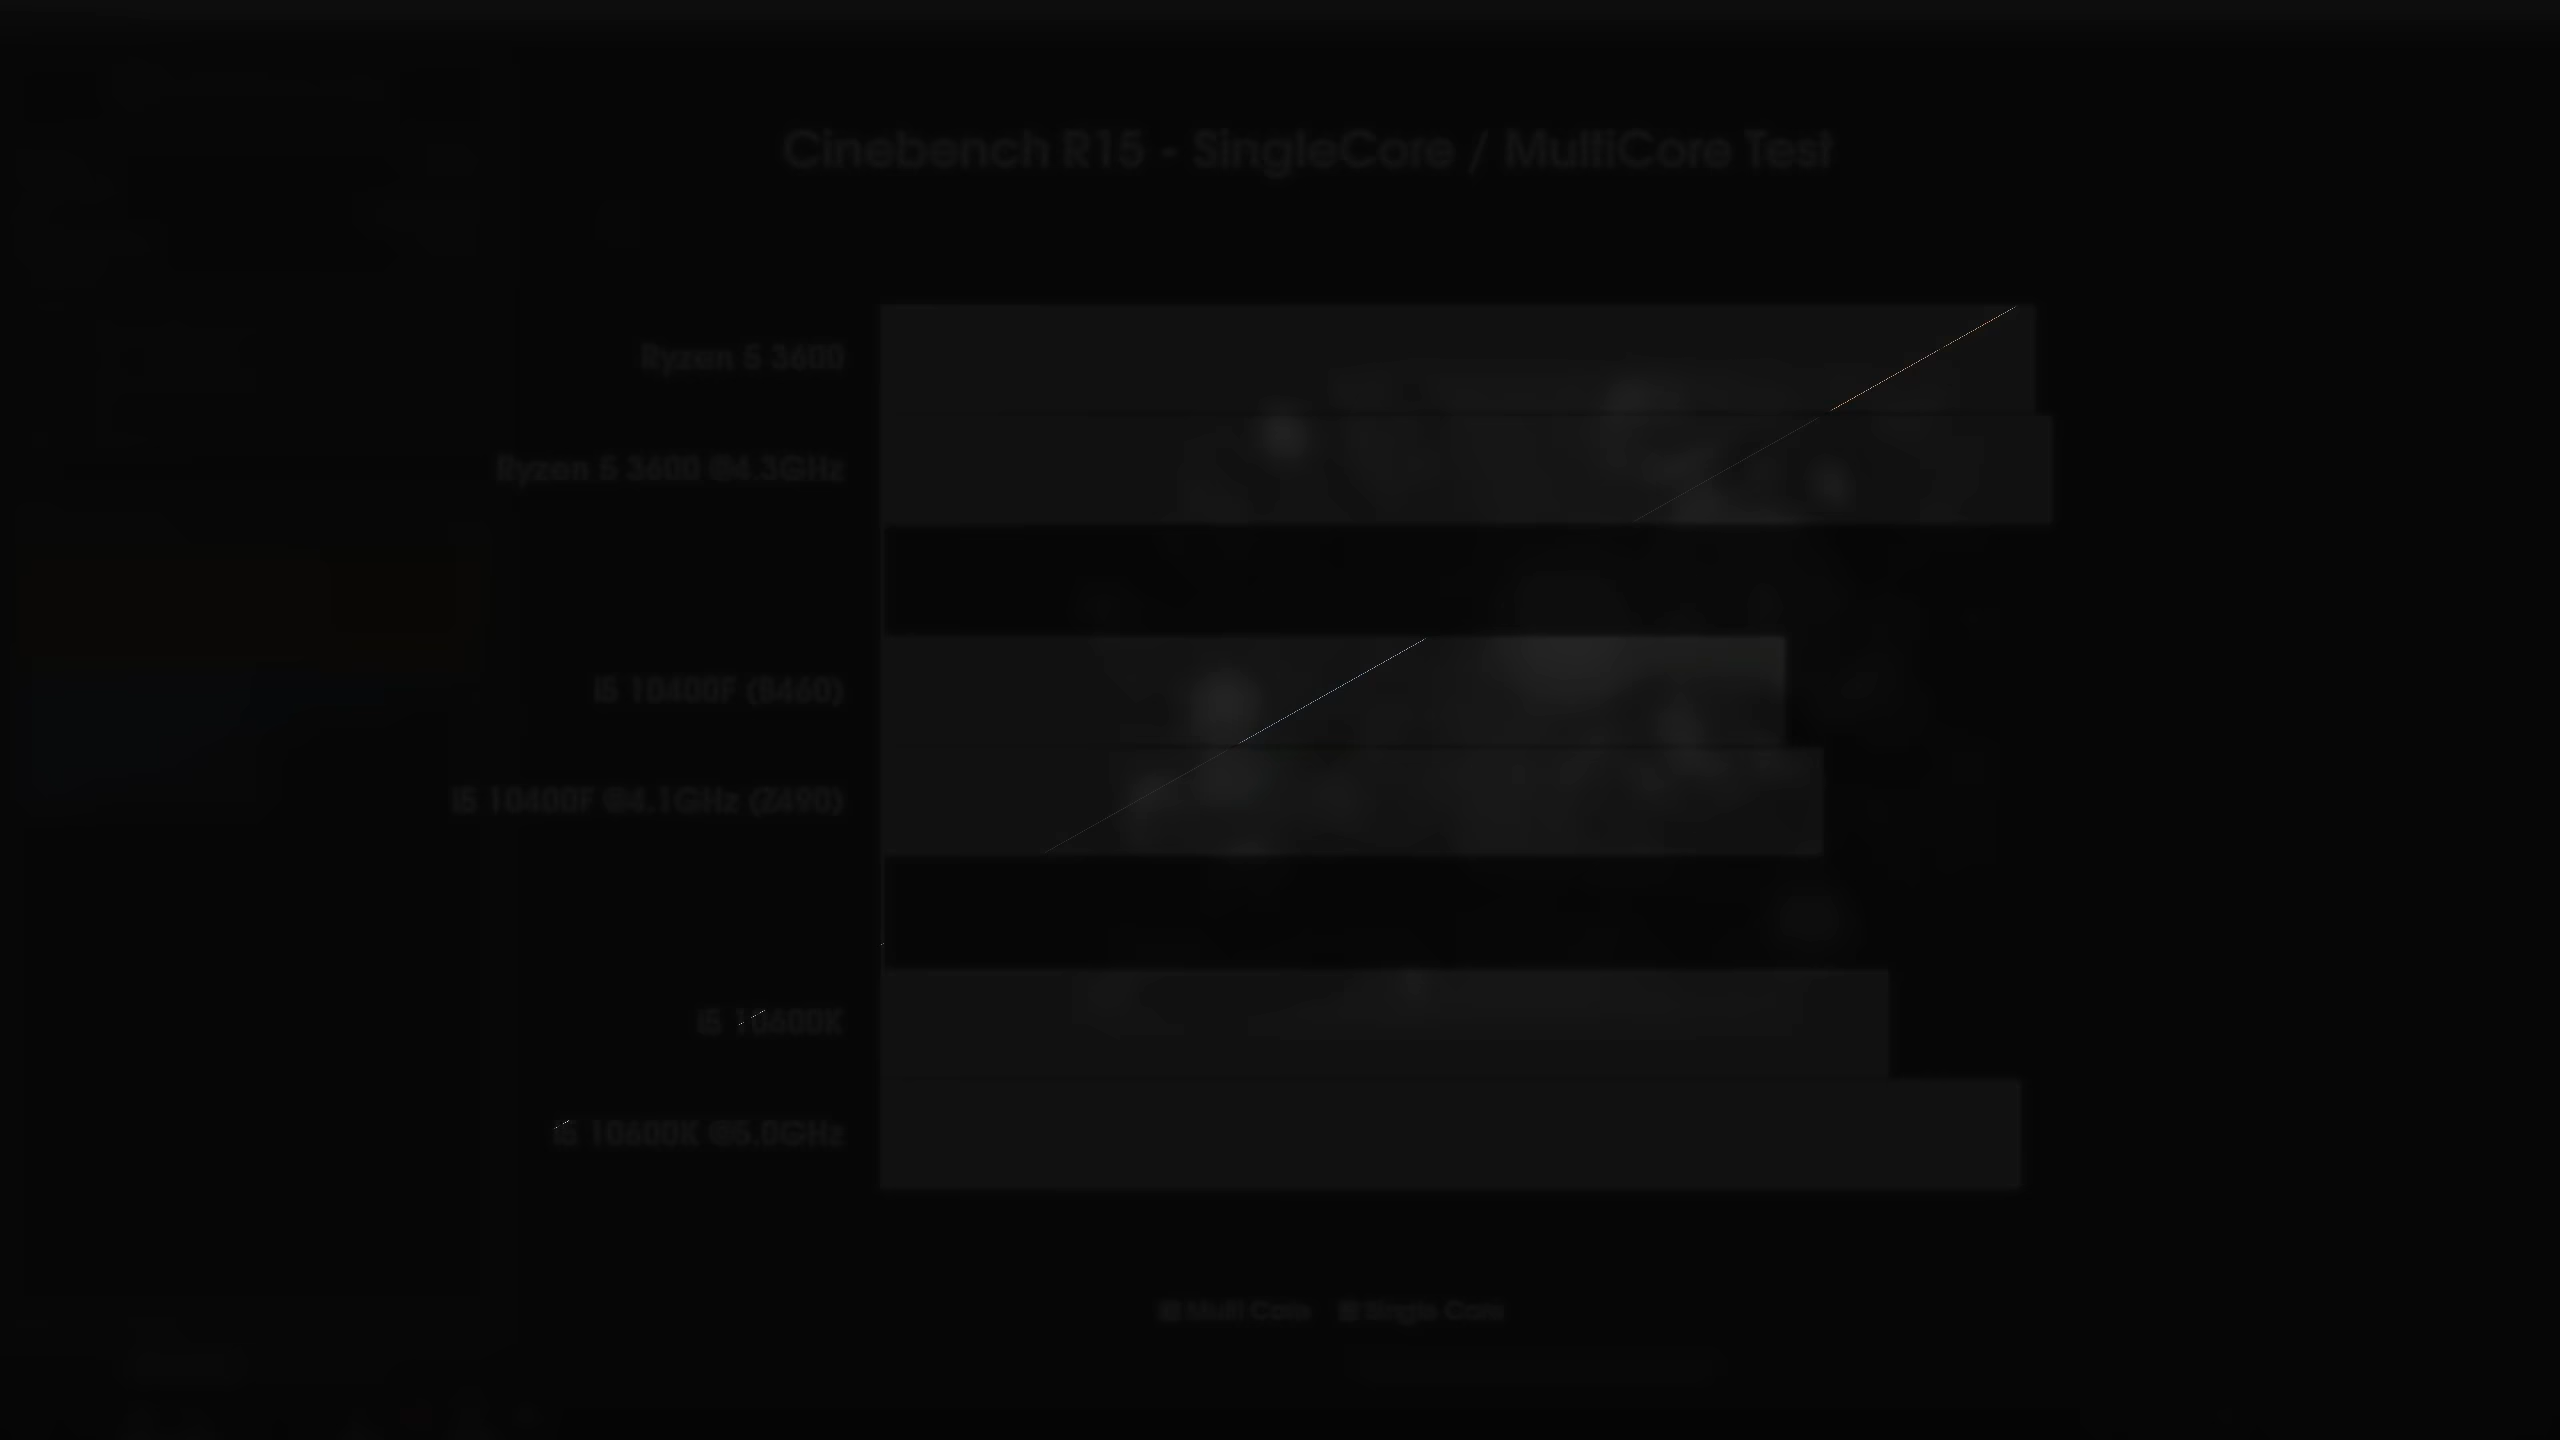 Cinebench R15 - SingleCore / MultiCore Test
Ryzen 5 3600
Ryzen 5 3600 @4.3GHz
i5 10400F (B460)
i5 10400F @4.1GHz (Z490)
i5 10600K
i5 10600K @5.0GHz
Multi Core Single Core